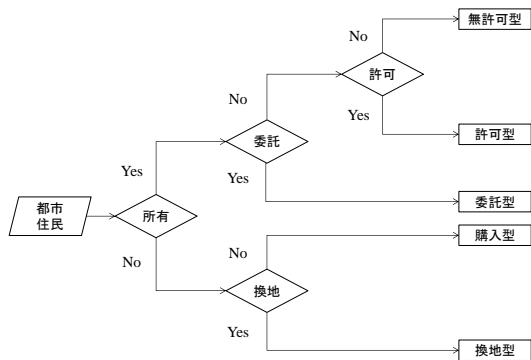 No
無許可型
許可
No
Yes
許可型
委託
Yes
Yes
委託型
都市
住民
所有
No
購入型
No
換地
Yes
換地型